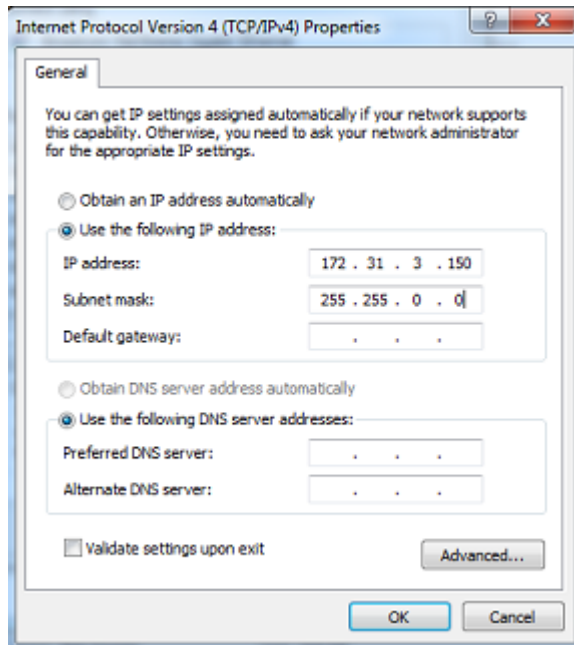 Internet Protocol Version 4 (TCP/IPv4) Properties
General
You can get IP settings assigned automatically if your network supports
this capability. Otherwise, you need to ask your network administrator
for the appropriate IP settings.
Obtain an IP address automatically
Use the following IP address:
IP address: 172 . 31 . 3 . 150
Subnet mask: 255 . 255 . 0 . 0
Default gateway: . . .
Obtain DNS server address automatically
Use the following DNS server addresses:
Preferred DNS server: . . .
Alternate DNS server: . . .
Validate settings upon exit
Advanced...
OK Cancel